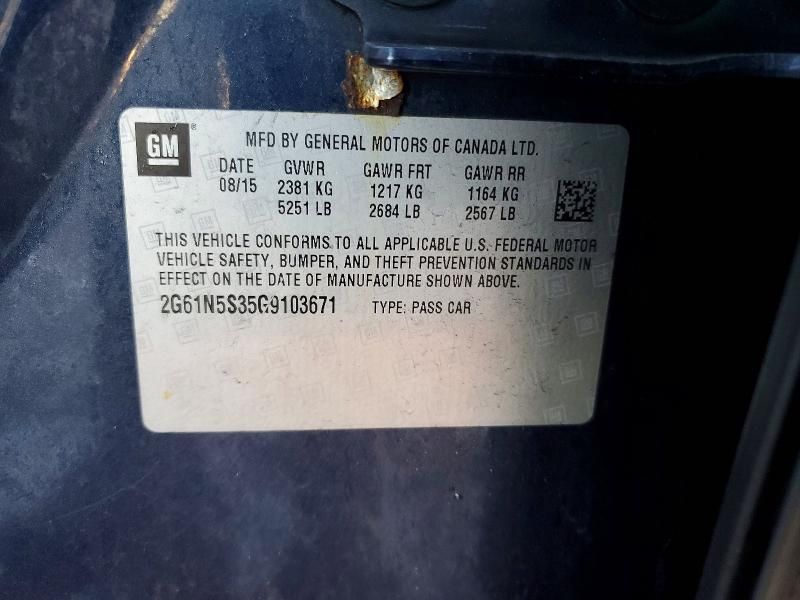 GM
MFD BY GENERAL MOTORS OF CANADA LTD.
DATE GVWR GAWR FRT GAWR RR
08/15 2381 KG 1217 KG 1164 KG
5251 LB 2684 LB 2567 LB
THIS VEHICLE CONFORMS TO ALL APPLICABLE U.S. FEDERAL MOTOR
VEHICLE SAFETY, BUMPER, AND THEFT PREVENTION STANDARDS IN
EFFECT ON THE DATE OF MANUFACTURE SHOWN ABOVE.
2G61N5S35G9103671 TYPE: PASS CAR